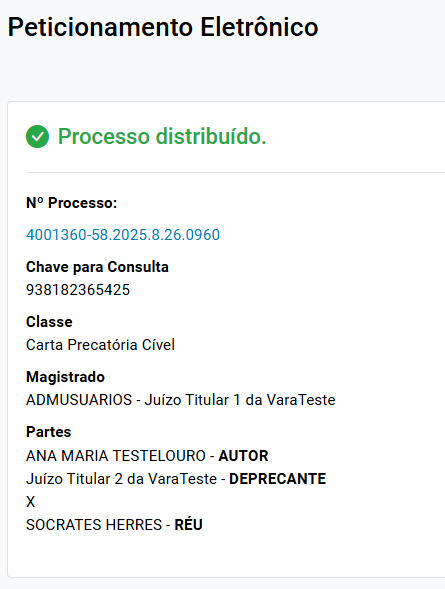 Peticionamento Eletrônico
Processo distribuído.
Nº Processo:
4001360-58.2025.8.26.0960
Chave para Consulta
938182365425
Classe
Carta Precatória Cível
Magistrado
ADMUSUARIOS - Juízo Titular 1 da VaraTeste
Partes
ANA MARIA TESTELOURO - AUTOR
Juízo Titular 2 da VaraTeste - DEPRECANTE
X
SOCRATES HERRES - RÉU